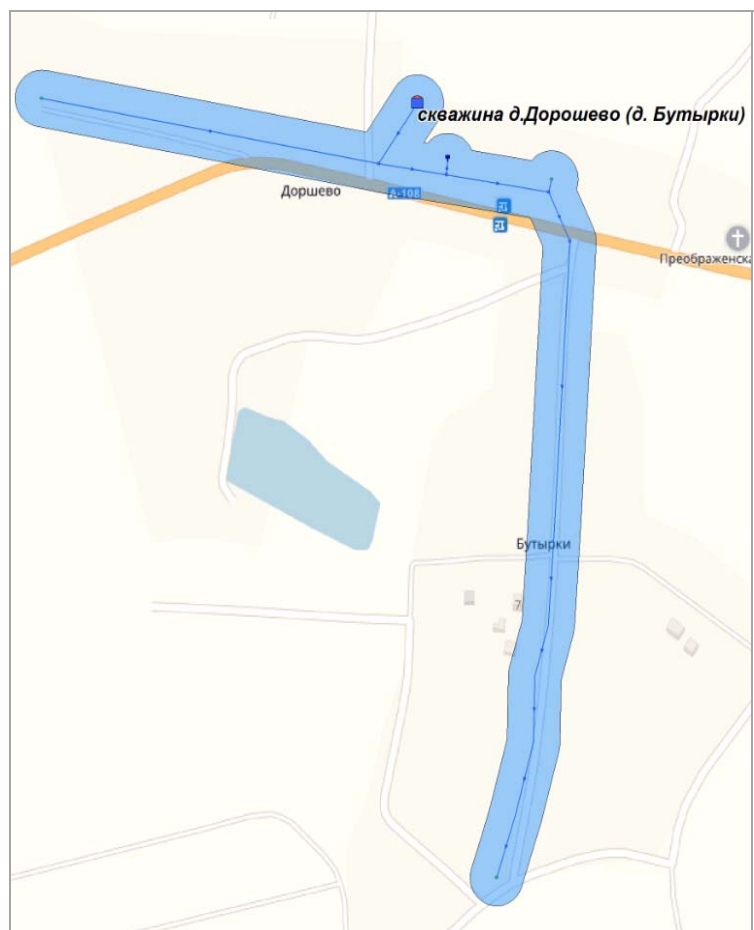 скважина д.Дорошево (д. Бутырки)
Доршево
А-108
Преображенска
Бутырки
7